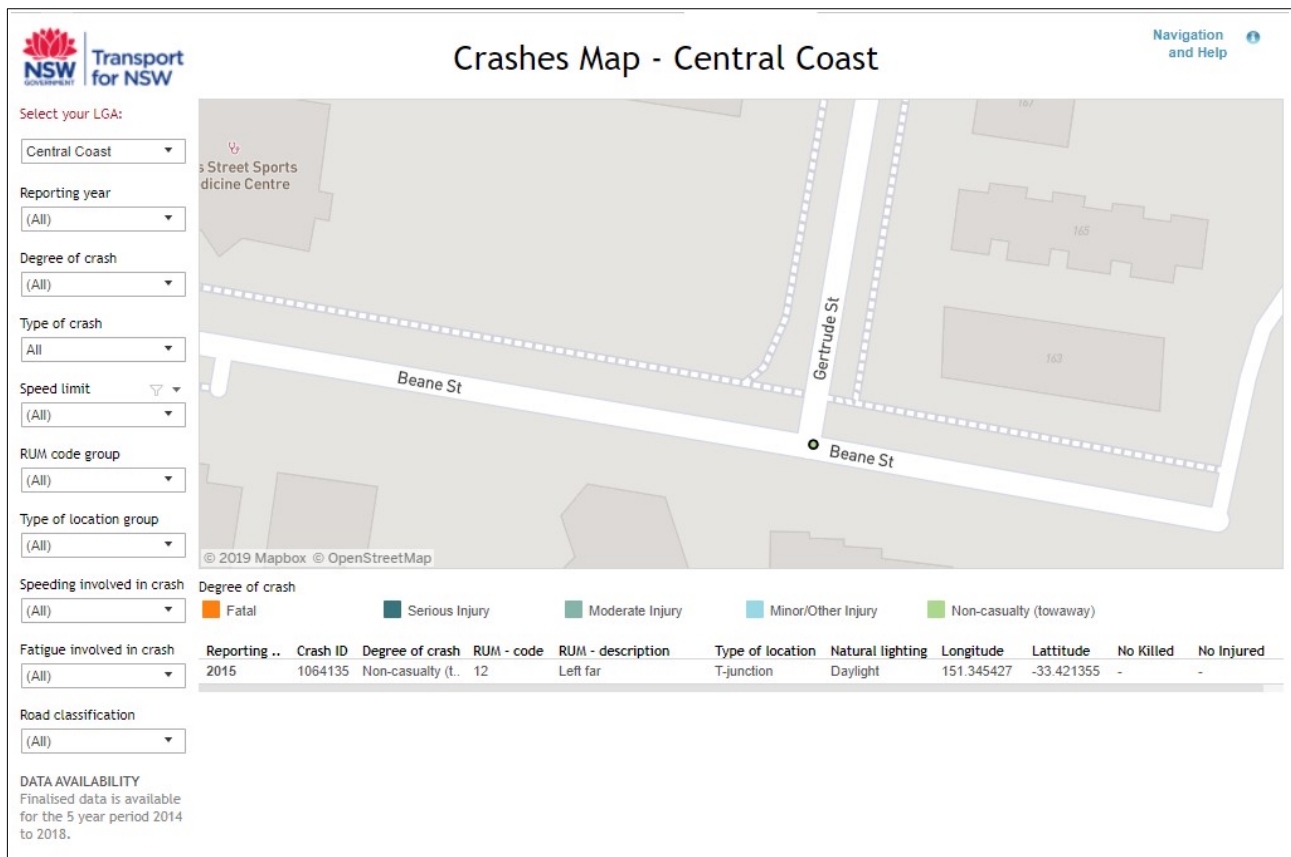 NSW
GOVERNMENT
Transport
for NSW
Crashes Map - Central Coast
Navigation
and Help
Select your LGA:
Central Coast
Reporting year
(All)
Degree of crash
(All)
Type of crash
All
Speed limit
(All)
RUM code group
(All)
Type of location group
(All)
Speeding involved in crash
(All)
Fatigue involved in crash
(All)
Road classification
(All)
DATA AVAILABILITY
Finalised data is available
for the 5 year period 2014
to 2018.
s Street Sports
dicine Centre
167
165
163
Gertrude St
Beane St
Beane St
© 2019 Mapbox © OpenStreetMap
Degree of crash
Fatal Serious Injury Moderate Injury Minor/Other Injury Non-casualty (towaway)
Reporting .. Crash ID Degree of crash RUM - code RUM - description Type of location Natural lighting Longitude Lattitude No Killed No Injured
2015 1064135 Non-casualty (t.. 12 Left far T-junction Daylight 151.345427 -33.421355 - -